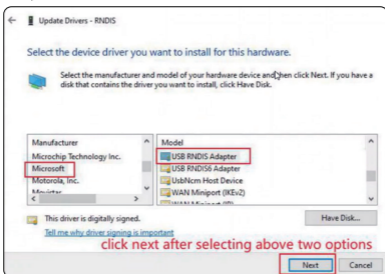 Update Drivers - RNDIS
Select the device driver you want to install for this hardware.
Select the manufacturer and model of your hardware device and then click Next. If you have a
disk that contains the driver you want to install, click Have Disk.
Manufacturer
Microchip Technology Inc.
Microsoft
Motorola, Inc.
Movistar
Model
USB RNDIS Adapter
USB RNDIS6 Adapter
UsbNcm Host Device
WAN Miniport (IKEv2)
WAN Miniport (IP)
This driver is digitally signed.
Have Disk...
Tell me why driver signing is important
click next after selecting above two options
Next
Cancel